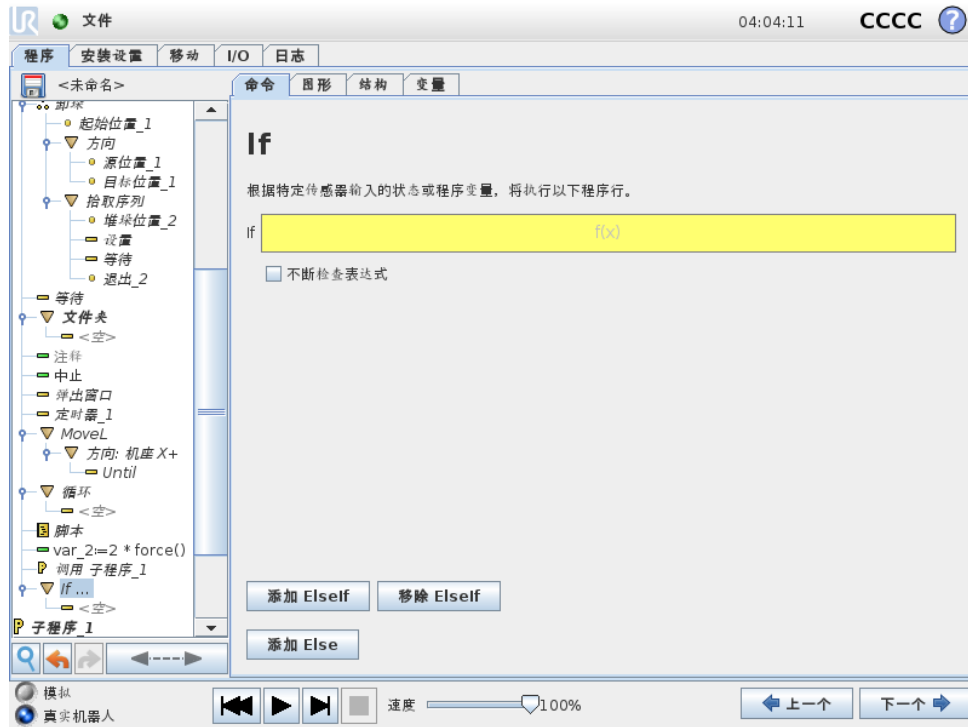 UR 文件 04:04:11 CCCC ?
程序 安装设置 移动 I/O 日志
<未命名> 命令 图形 结构 变量
卸垛
起始位置_1
方向
源位置_1
目标位置_1
拾取序列
堆垛位置_2
设置
等待
退出_2
等待
文件夹
<空>
注释
中止
弹出窗口
定时器_1
MoveL
方向: 机座 X+
Until
循环
<空>
脚本
var_2:=2 * force()
调用 子程序_1
If ...
<空>
子程序_1
If
根据特定传感器输入的状态或程序变量，将执行以下程序行。
If f(x)
不断检查表达式
添加 ElseIf 移除 ElseIf
添加 Else
模拟
真实机器人
速度 100%
上一个 下一个